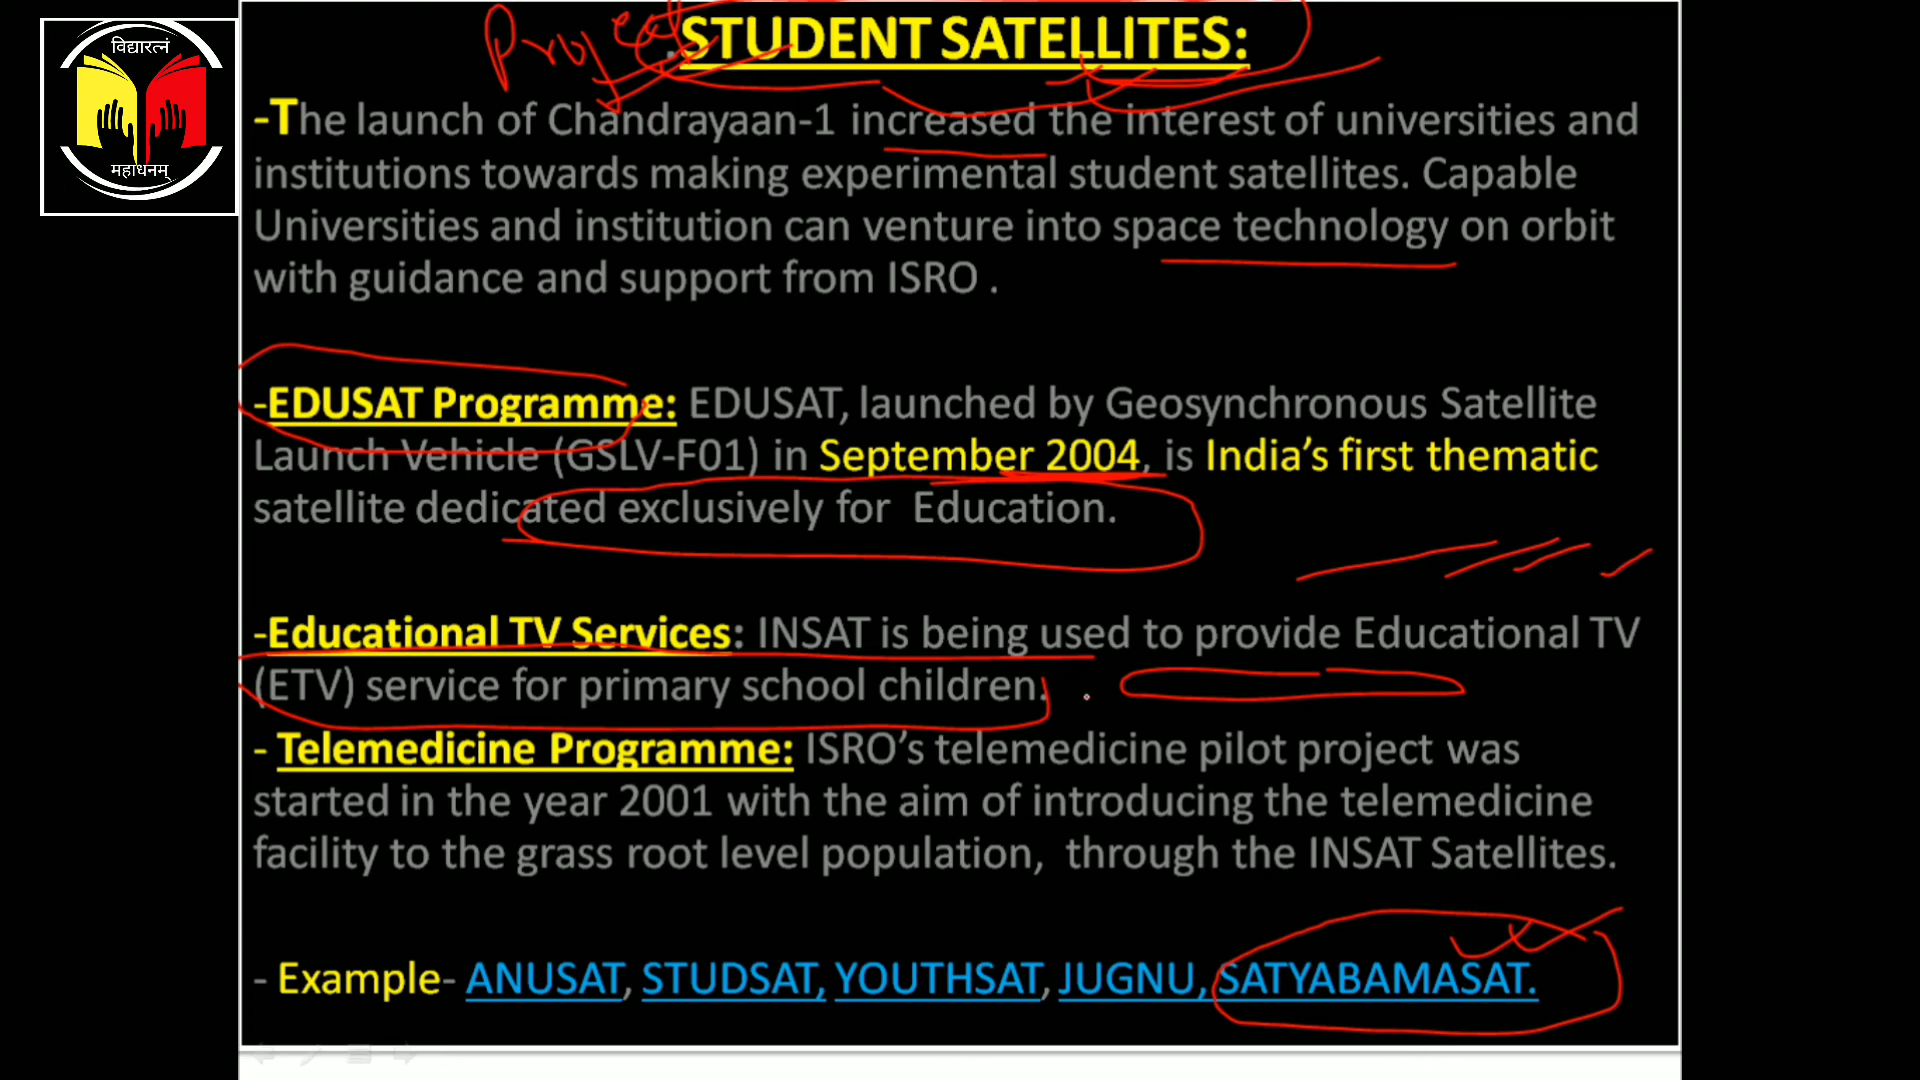 विद्यारत्नं
महाधनम्
Project
.STUDENT SATELLITES:
-The launch of Chandrayaan-1 increased the interest of universities and
institutions towards making experimental student satellites. Capable
Universities and institution can venture into space technology on orbit
with guidance and support from ISRO .
-EDUSAT Programme: EDUSAT, launched by Geosynchronous Satellite
Launch Vehicle (GSLV-F01) in September 2004, is India’s first thematic
satellite dedicated exclusively for Education.
-Educational TV Services: INSAT is being used to provide Educational TV
(ETV) service for primary school children.
- Telemedicine Programme: ISRO’s telemedicine pilot project was
started in the year 2001 with the aim of introducing the telemedicine
facility to the grass root level population, through the INSAT Satellites.
- Example- ANUSAT, STUDSAT, YOUTHSAT, JUGNU, SATYABAMASAT.